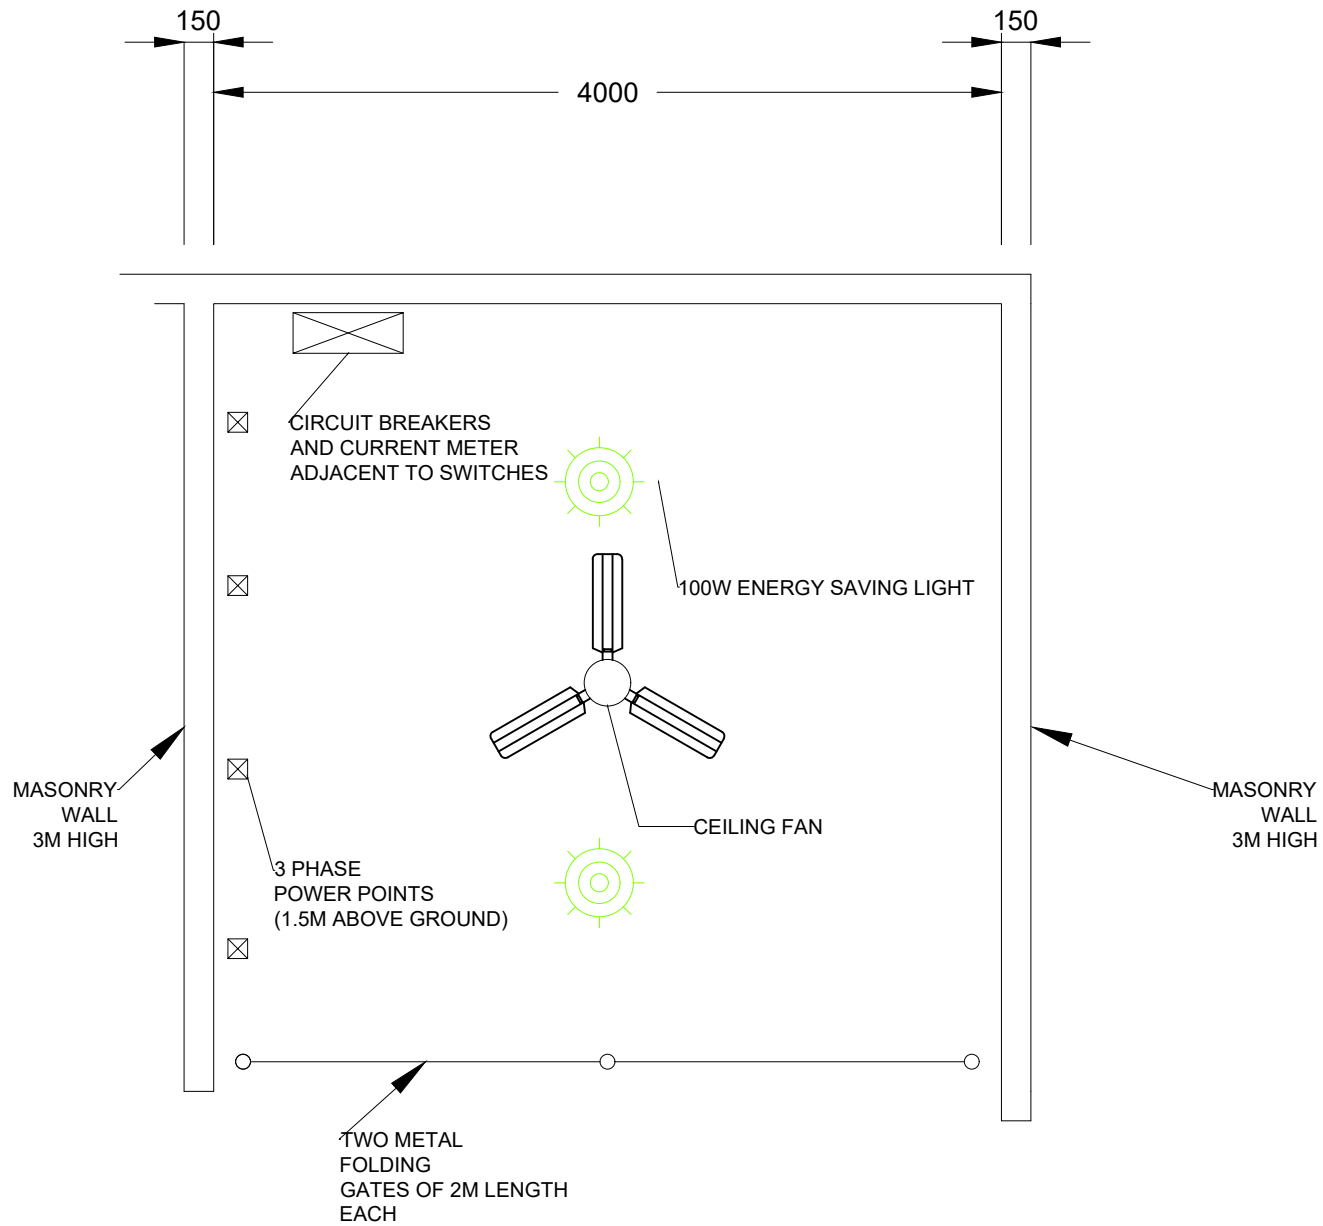 150
150
4000
CIRCUIT BREAKERS
AND CURRENT METER
ADJACENT TO SWITCHES
100W ENERGY SAVING LIGHT
MASONRY
WALL
3M HIGH
MASONRY
WALL
3M HIGH
CEILING FAN
3 PHASE
POWER POINTS
(1.5M ABOVE GROUND)
TWO METAL
FOLDING
GATES OF 2M LENGTH
EACH